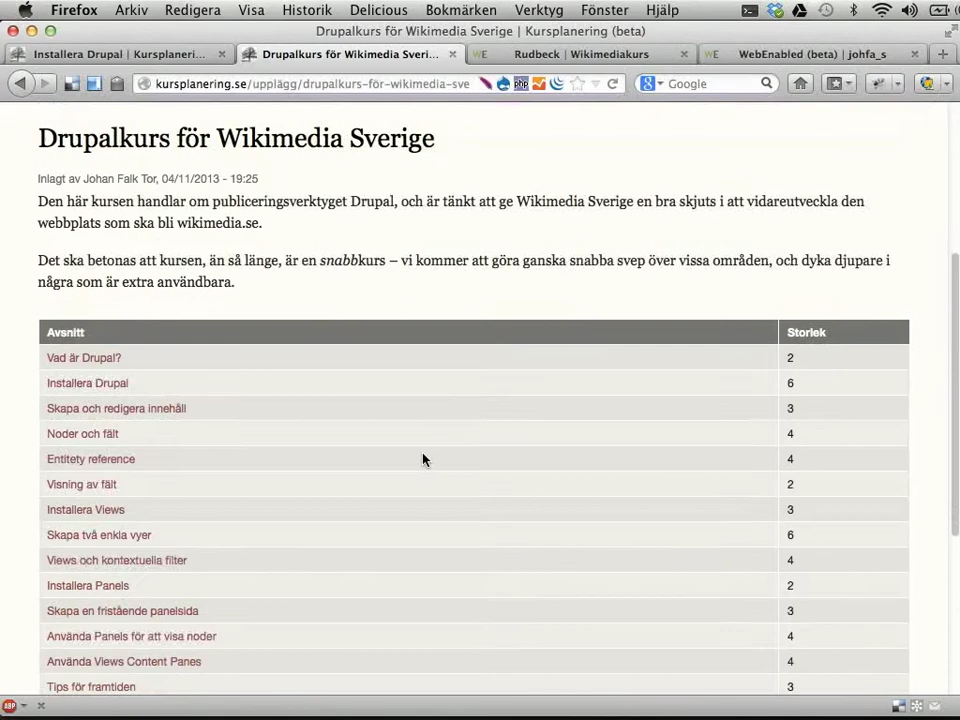 Firefox Arkiv Redigera Visa Historik Delicious Bokmärken Verktyg Fönster Hjälp
Drupalkurs för Wikimedia Sverige | Kursplanering (beta)
Installera Drupal | Kursplaneri...
Drupalkurs för Wikimedia Sveri...
WE Rudbeck | Wikimediakurs
WE WebEnabled (beta) | johfa_s
kursplanering.se/upplägg/drupalkurs-för-wikimedia-sve
php
Google
Drupalkurs för Wikimedia Sverige
Inlagt av Johan Falk Tor, 04/11/2013 - 19:25
Den här kursen handlar om publiceringsverktyget Drupal, och är tänkt att ge Wikimedia Sverige en bra skjuts i att vidareutveckla den
webbplats som ska bli wikimedia.se.
Det ska betonas att kursen, än så länge, är en snabbkurs – vi kommer att göra ganska snabba svep över vissa områden, och dyka djupare i
några som är extra användbara.
Avsnitt Storlek
Vad är Drupal? 2
Installera Drupal 6
Skapa och redigera innehåll 3
Noder och fält 4
Entitety reference 4
Visning av fält 2
Installera Views 3
Skapa två enkla vyer 6
Views och kontextuella filter 4
Installera Panels 2
Skapa en fristående panelsida 3
Använda Panels för att visa noder 4
Använda Views Content Panes 4
Tips för framtiden 3
ABP